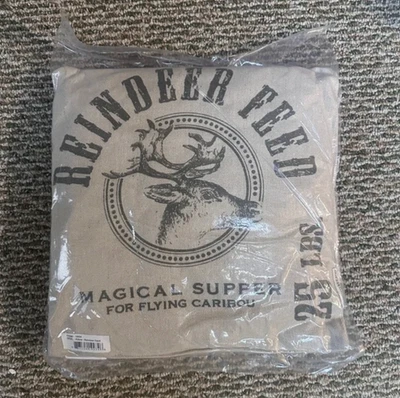 REINDEER FEED
MAGICAL SUPPER
FOR FLYING CARIBOU
25 LBS.